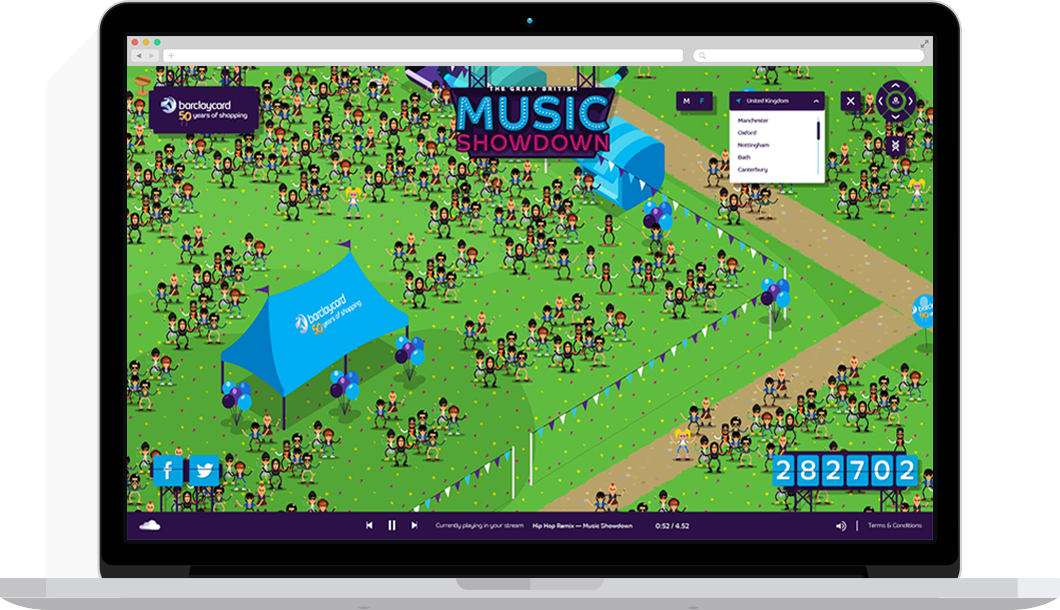 barclaycard
50 years of shopping
THE GREAT BRITISH
MUSIC
SHOWDOWN
M F
United Kingdom
Manchester
Oxford
Nottingham
Bath
Canterbury
barclaycard
50 years of shopping
282702
Currently playing in your stream Hip Hop Remix — Music Showdown 0:52 / 4.52
Terms & Conditions